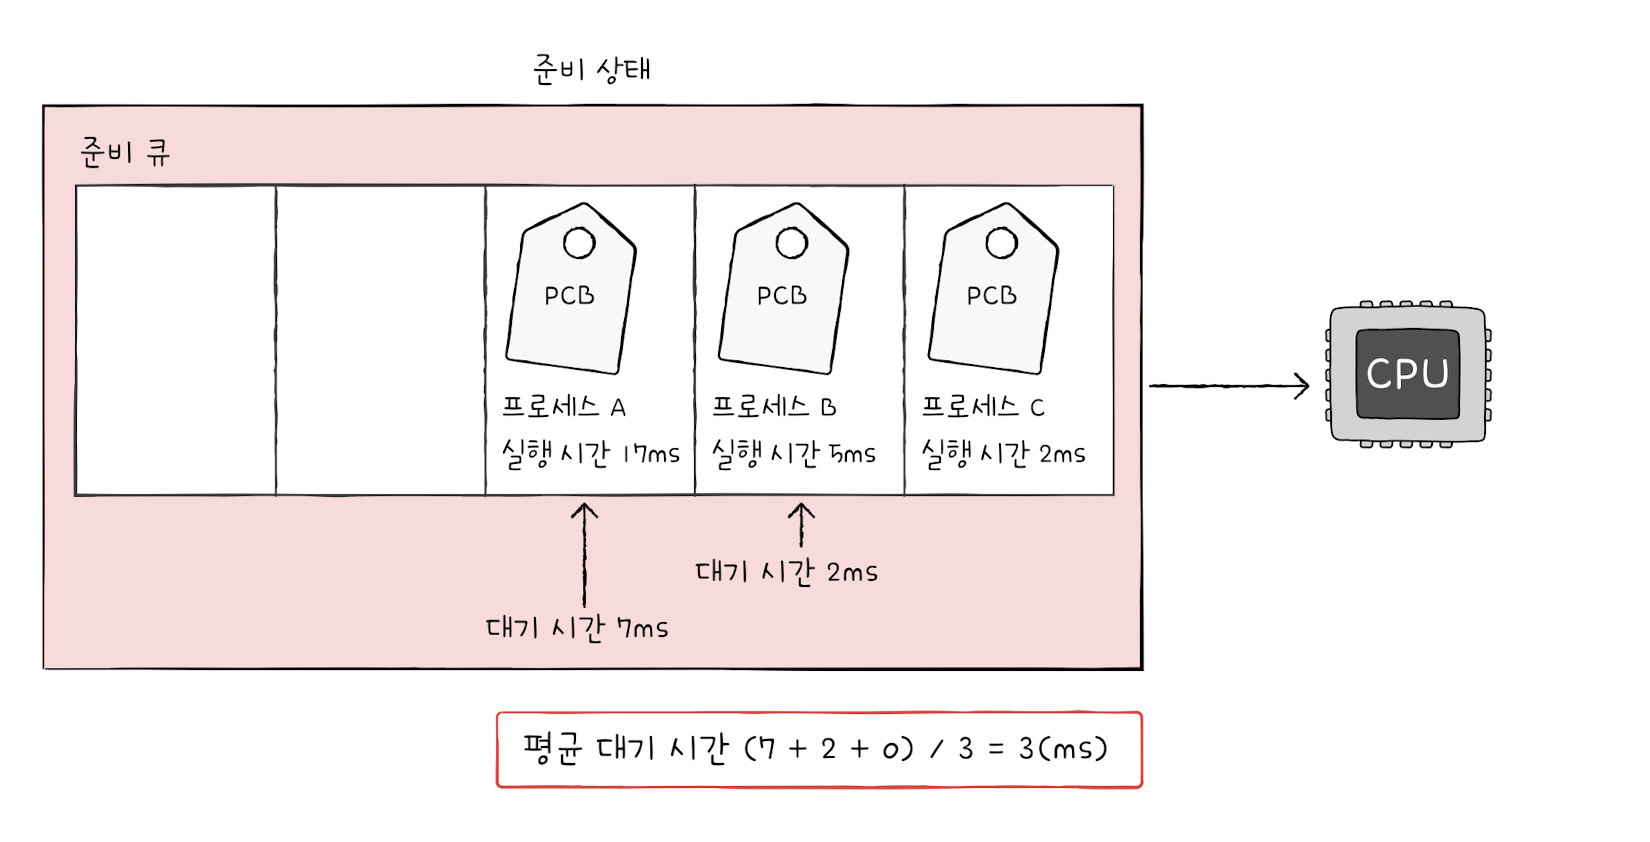 준비 상태
준비 큐
PCB
프로세스 A
실행 시간 17ms
PCB
프로세스 B
실행 시간 5ms
PCB
프로세스 C
실행 시간 2ms
CPU
대기 시간 2ms
대기 시간 7ms
평균 대기 시간 (7 + 2 + 0) / 3 = 3(ms)